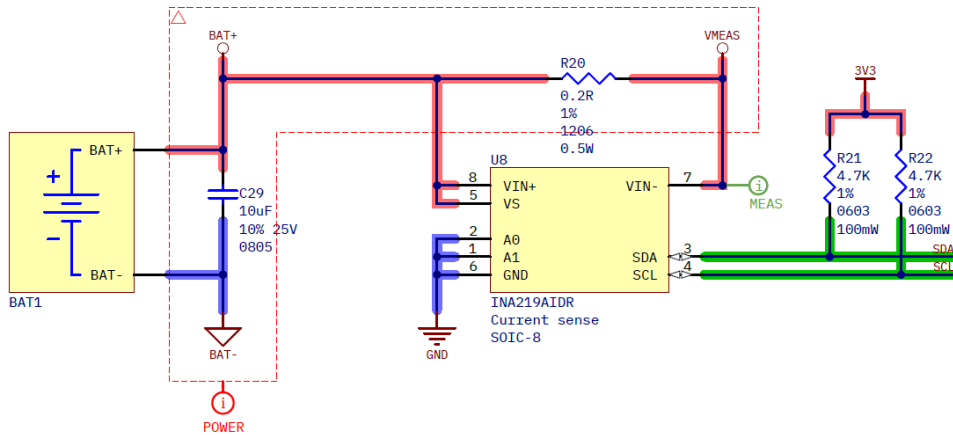 BAT+
VMEAS
R20
0.2R
1%
1206
0.5W
3V3
BAT+
+
-
BAT-
BAT1
C29
10uF
10% 25V
0805
BAT-
i
POWER
U8
8
VIN+
5
VS
2
A0
1
A1
6
GND
VIN-
7
i
MEAS
SDA
3
SCL
4
INA219AIDR
Current sense
SOIC-8
GND
R21
4.7K
1%
0603
100mW
R22
4.7K
1%
0603
100mW
SDA
SCL